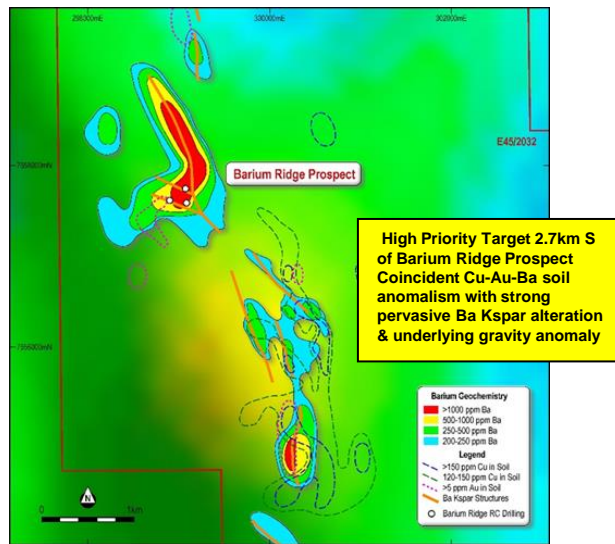 298000mE
300000mE
302000mE
E45/2032
7558000mN
Barium Ridge Prospect
High Priority Target 2.7km S
of Barium Ridge Prospect
Coincident Cu-Au-Ba soil
anomalism with strong
pervasive Ba Kspar alteration
& underlying gravity anomaly
7556000mN
Barium Geochemistry
>1000 ppm Ba
500-1000 ppm Ba
250-500 ppm Ba
200-250 ppm Ba
Legend
>150 ppm Cu in Soil
120-150 ppm Cu in Soil
>5 ppm Au in Soil
Ba Kspar Structures
Barium Ridge RC Drilling
N
0
1km